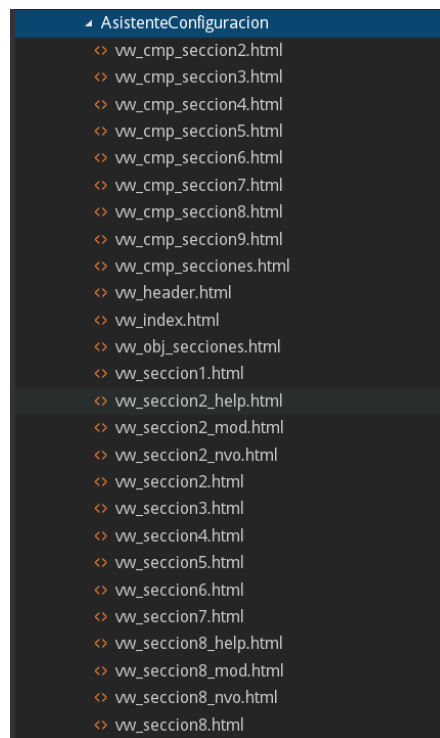 AsistenteConfiguracion
vw_cmp_seccion2.html
vw_cmp_seccion3.html
vw_cmp_seccion4.html
vw_cmp_seccion5.html
vw_cmp_seccion6.html
vw_cmp_seccion7.html
vw_cmp_seccion8.html
vw_cmp_seccion9.html
vw_cmp_secciones.html
vw_header.html
vw_index.html
vw_obj_secciones.html
vw_seccion1.html
vw_seccion2_help.html
vw_seccion2_mod.html
vw_seccion2_nvo.html
vw_seccion2.html
vw_seccion3.html
vw_seccion4.html
vw_seccion5.html
vw_seccion6.html
vw_seccion7.html
vw_seccion8_help.html
vw_seccion8_mod.html
vw_seccion8_nvo.html
vw_seccion8.html